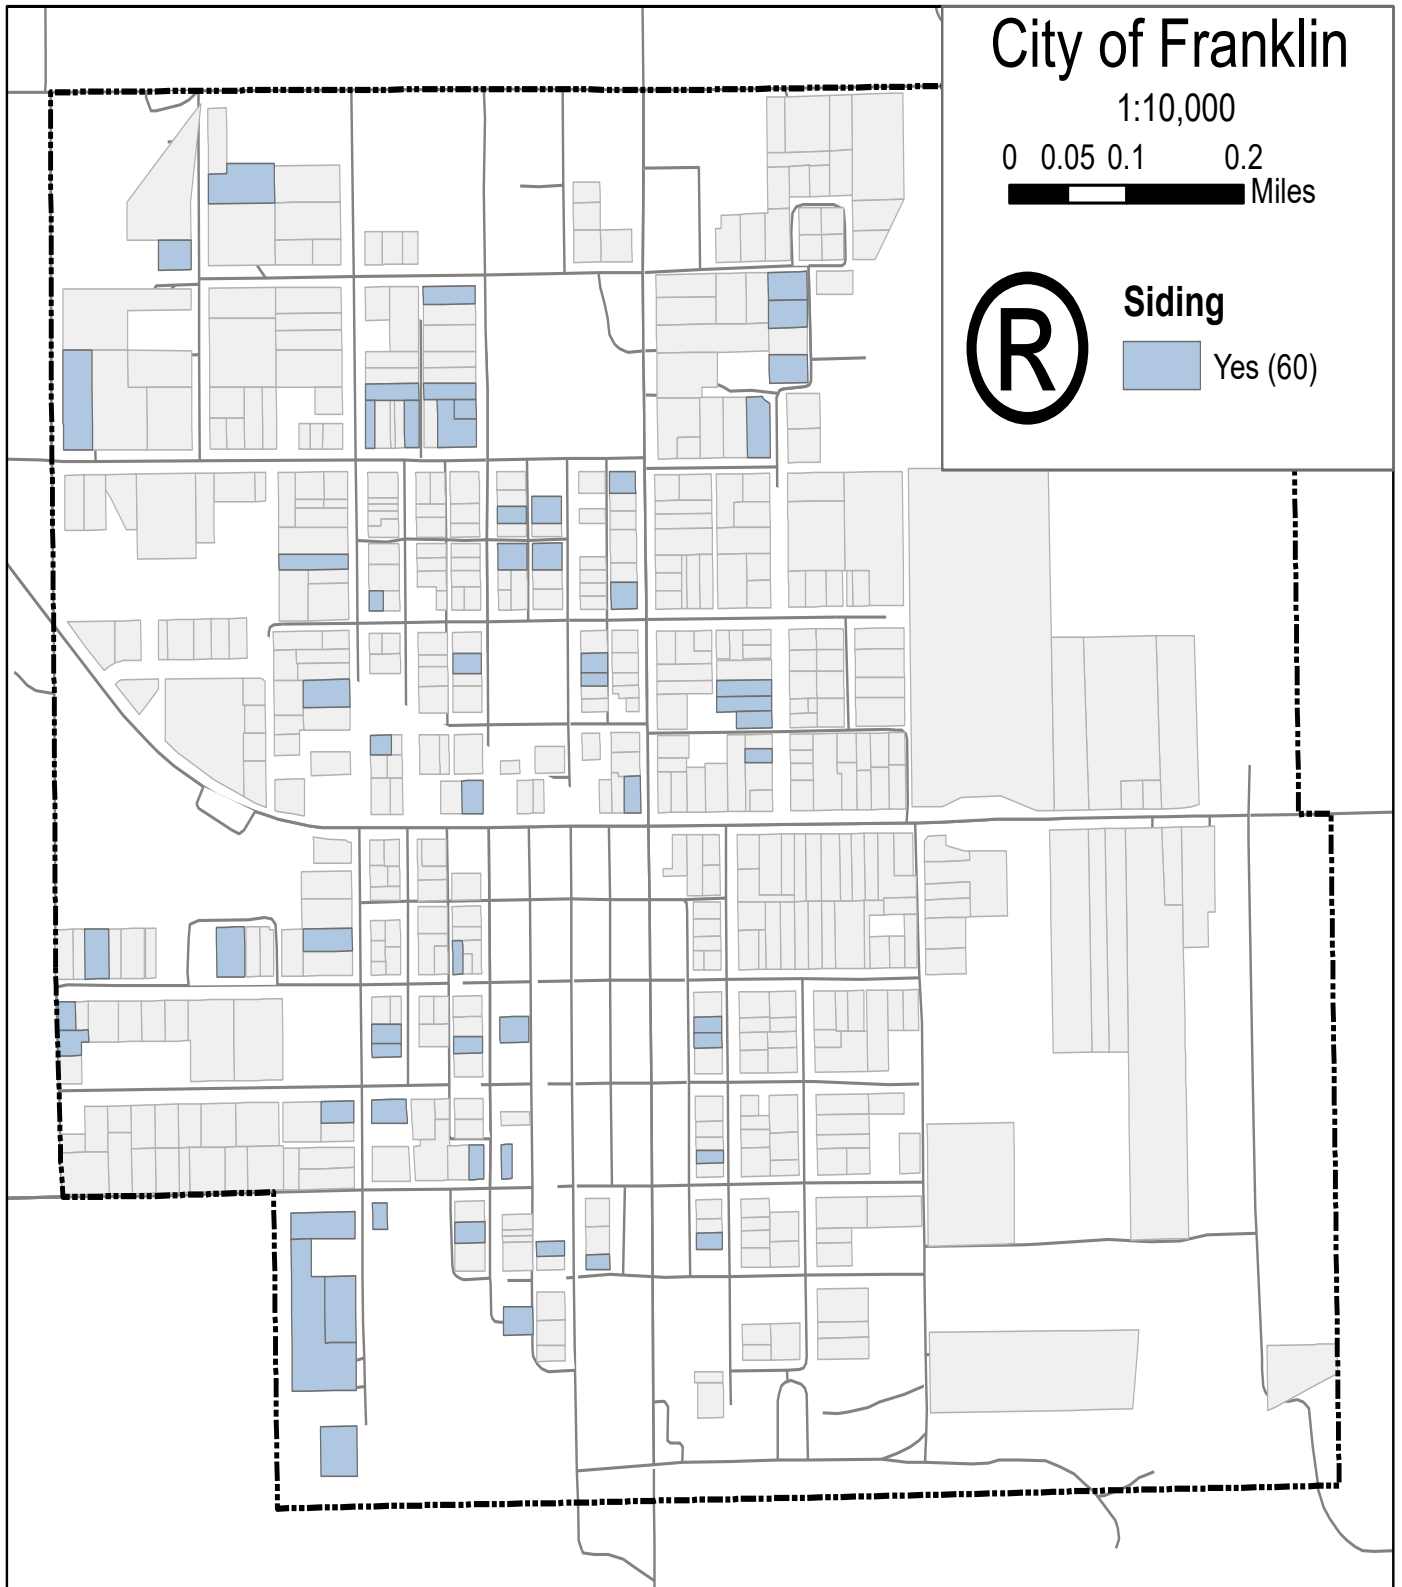 City of Franklin
1:10,000
0 0.05 0.1 0.2
Miles
R
Siding
Yes (60)